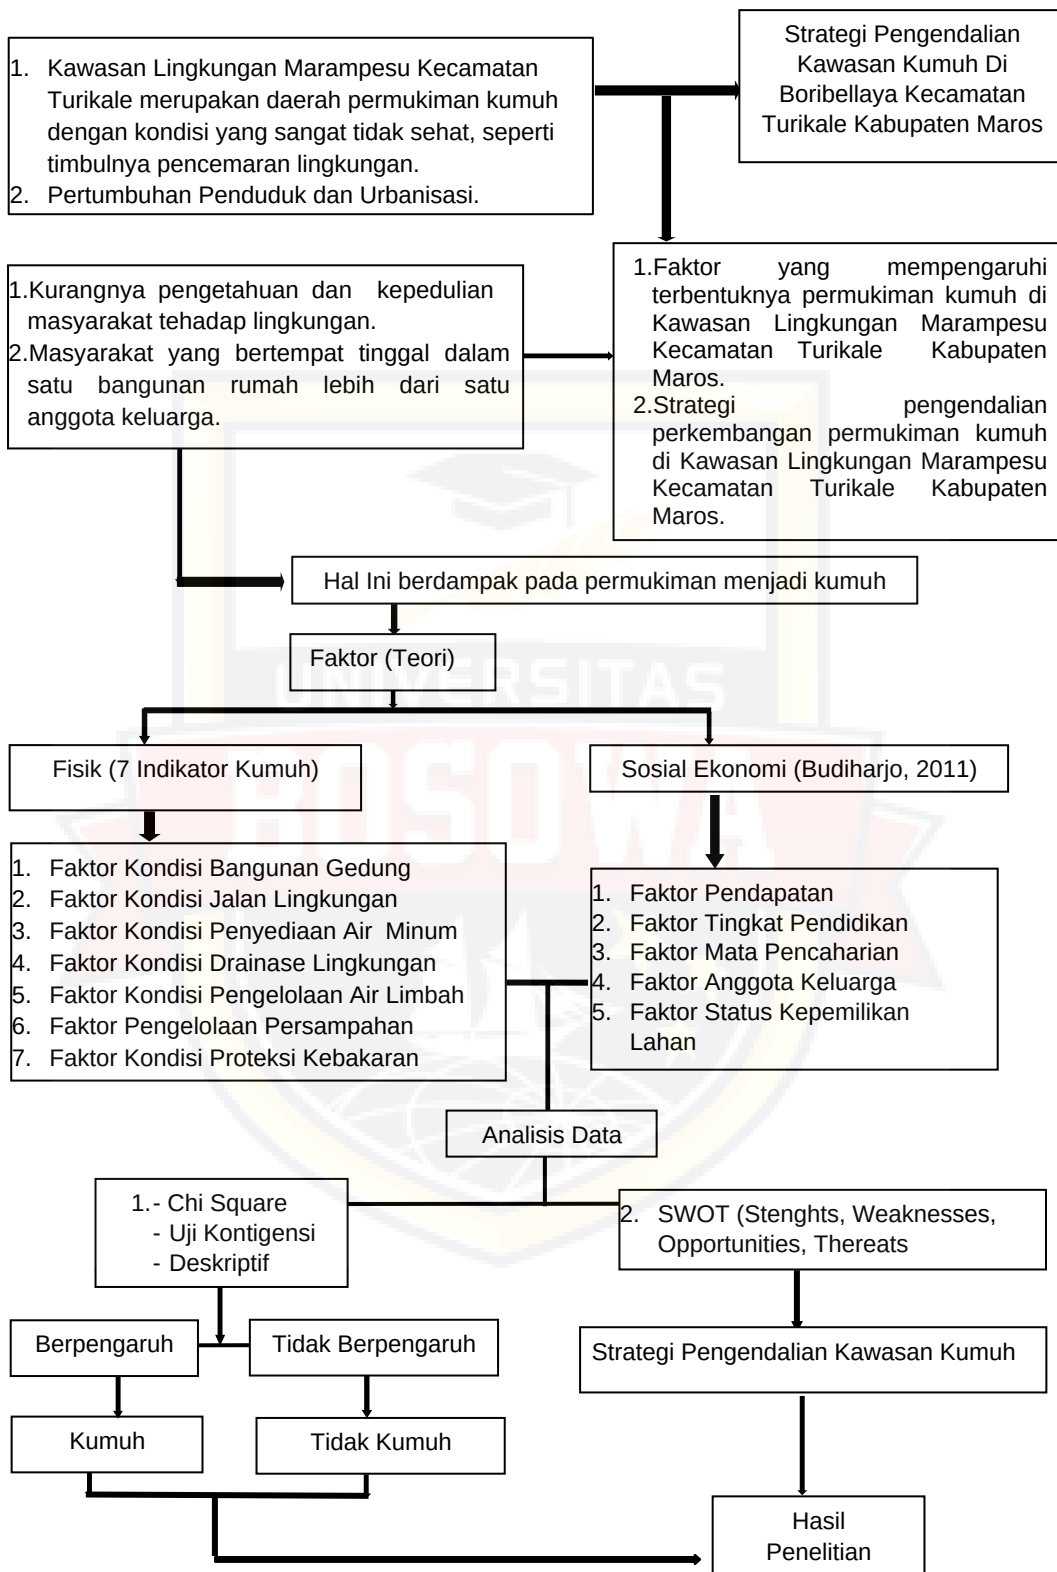 1. Kawasan Lingkungan Marampesu Kecamatan
Turikale merupakan daerah permukiman kumuh
dengan kondisi yang sangat tidak sehat, seperti
timbulnya pencemaran lingkungan.
2. Pertumbuhan Penduduk dan Urbanisasi.
Strategi Pengendalian
Kawasan Kumuh Di
Boribellaya Kecamatan
Turikale Kabupaten Maros
1.Kurangnya pengetahuan dan kepedulian
masyarakat tehadap lingkungan.
2.Masyarakat yang bertempat tinggal dalam
satu bangunan rumah lebih dari satu
anggota keluarga.
1.Faktor yang mempengaruhi
terbentuknya permukiman kumuh di
Kawasan Lingkungan Marampesu
Kecamatan Turikale Kabupaten
Maros.
2.Strategi pengendalian
perkembangan permukiman kumuh
di Kawasan Lingkungan Marampesu
Kecamatan Turikale Kabupaten
Maros.
Hal Ini berdampak pada permukiman menjadi kumuh
Faktor (Teori)
UNIVERSITAS
BOSOWA
Fisik (7 Indikator Kumuh)
Sosial Ekonomi (Budiharjo, 2011)
1. Faktor Kondisi Bangunan Gedung
2. Faktor Kondisi Jalan Lingkungan
3. Faktor Kondisi Penyediaan Air Minum
4. Faktor Kondisi Drainase Lingkungan
5. Faktor Kondisi Pengelolaan Air Limbah
6. Faktor Pengelolaan Persampahan
7. Faktor Kondisi Proteksi Kebakaran
1. Faktor Pendapatan
2. Faktor Tingkat Pendidikan
3. Faktor Mata Pencaharian
4. Faktor Anggota Keluarga
5. Faktor Status Kepemilikan
Lahan
Analisis Data
1.- Chi Square
- Uji Kontigensi
- Deskriptif
2. SWOT (Stenghts, Weaknesses,
Opportunities, Thereats
Berpengaruh
Tidak Berpengaruh
Strategi Pengendalian Kawasan Kumuh
Kumuh
Tidak Kumuh
Hasil
Penelitian